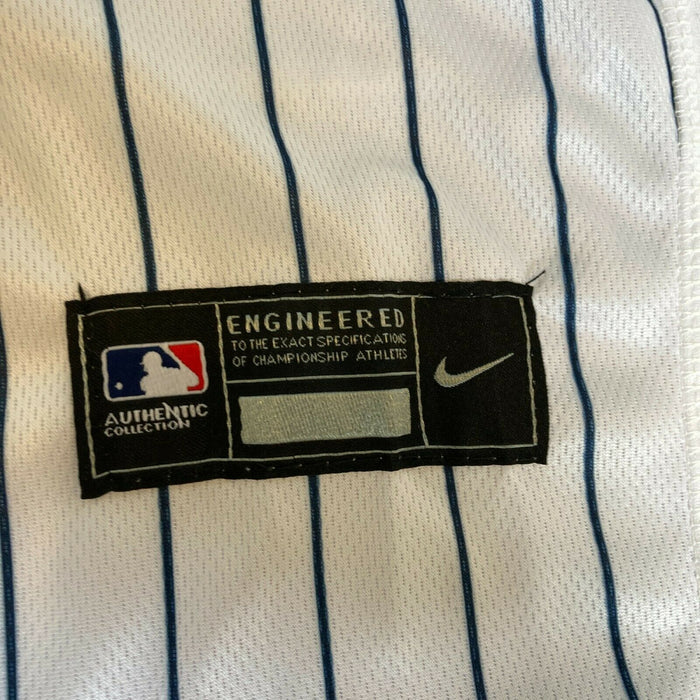 ENGINEERED
TO THE EXACT SPECIFICATIONS
OF CHAMPIONSHIP ATHLETES
AUTHENTIC
COLLECTION